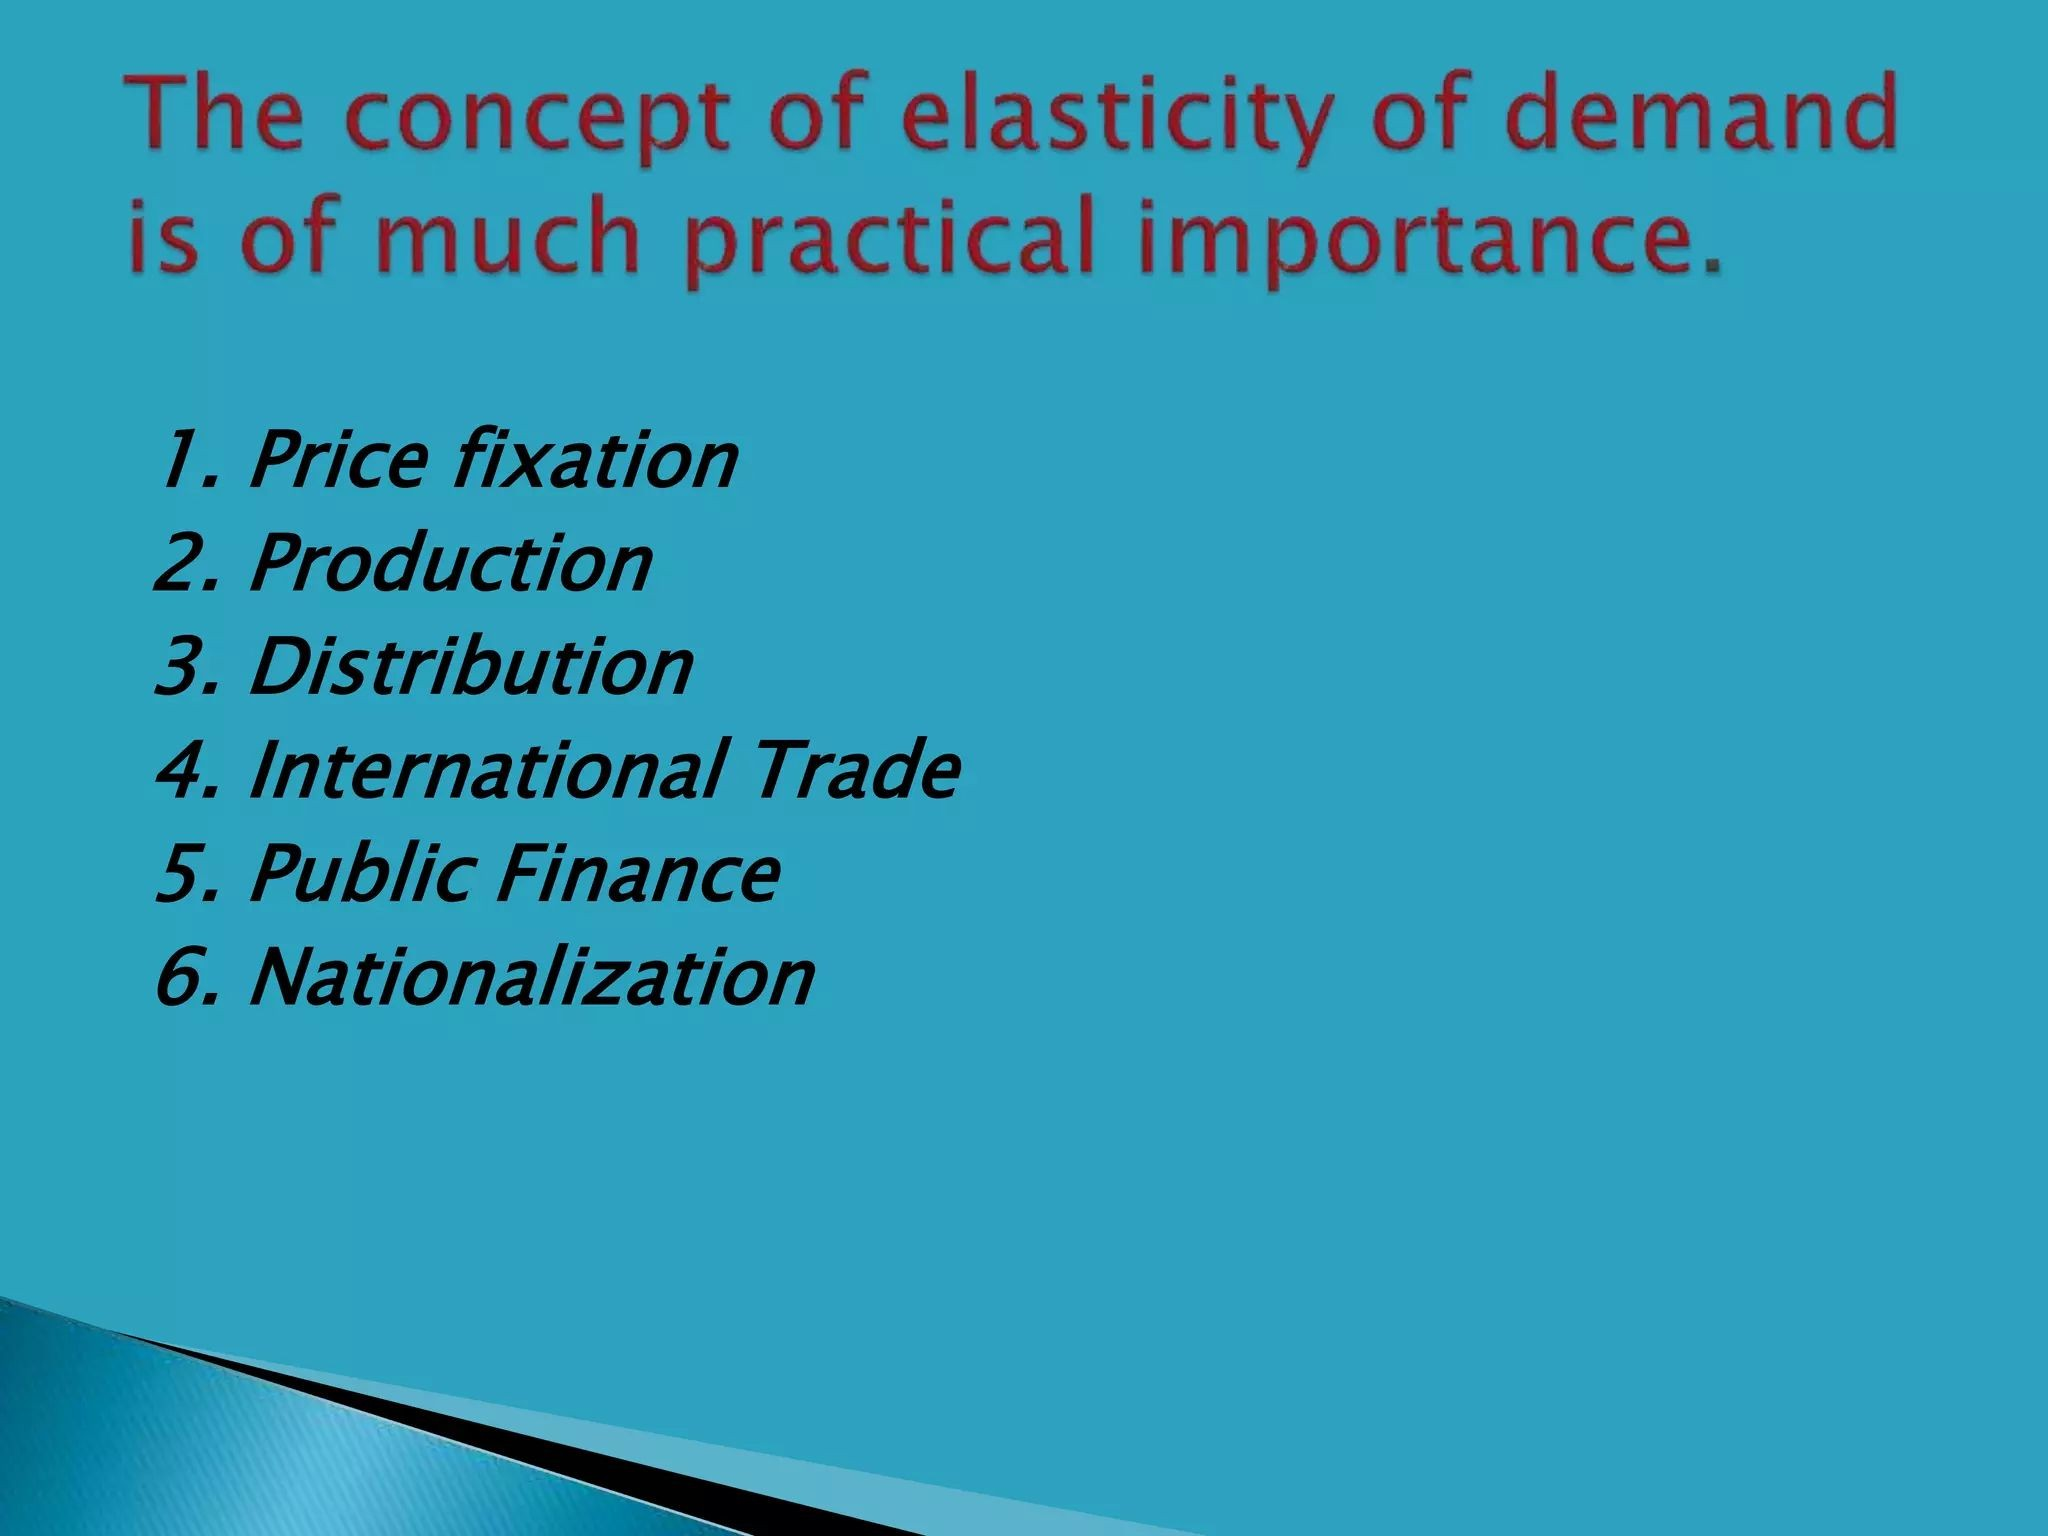 The concept of elasticity of demand
is of much practical importance.
1. Price fixation
2. Production
3. Distribution
4. International Trade
5. Public Finance
6. Nationalization